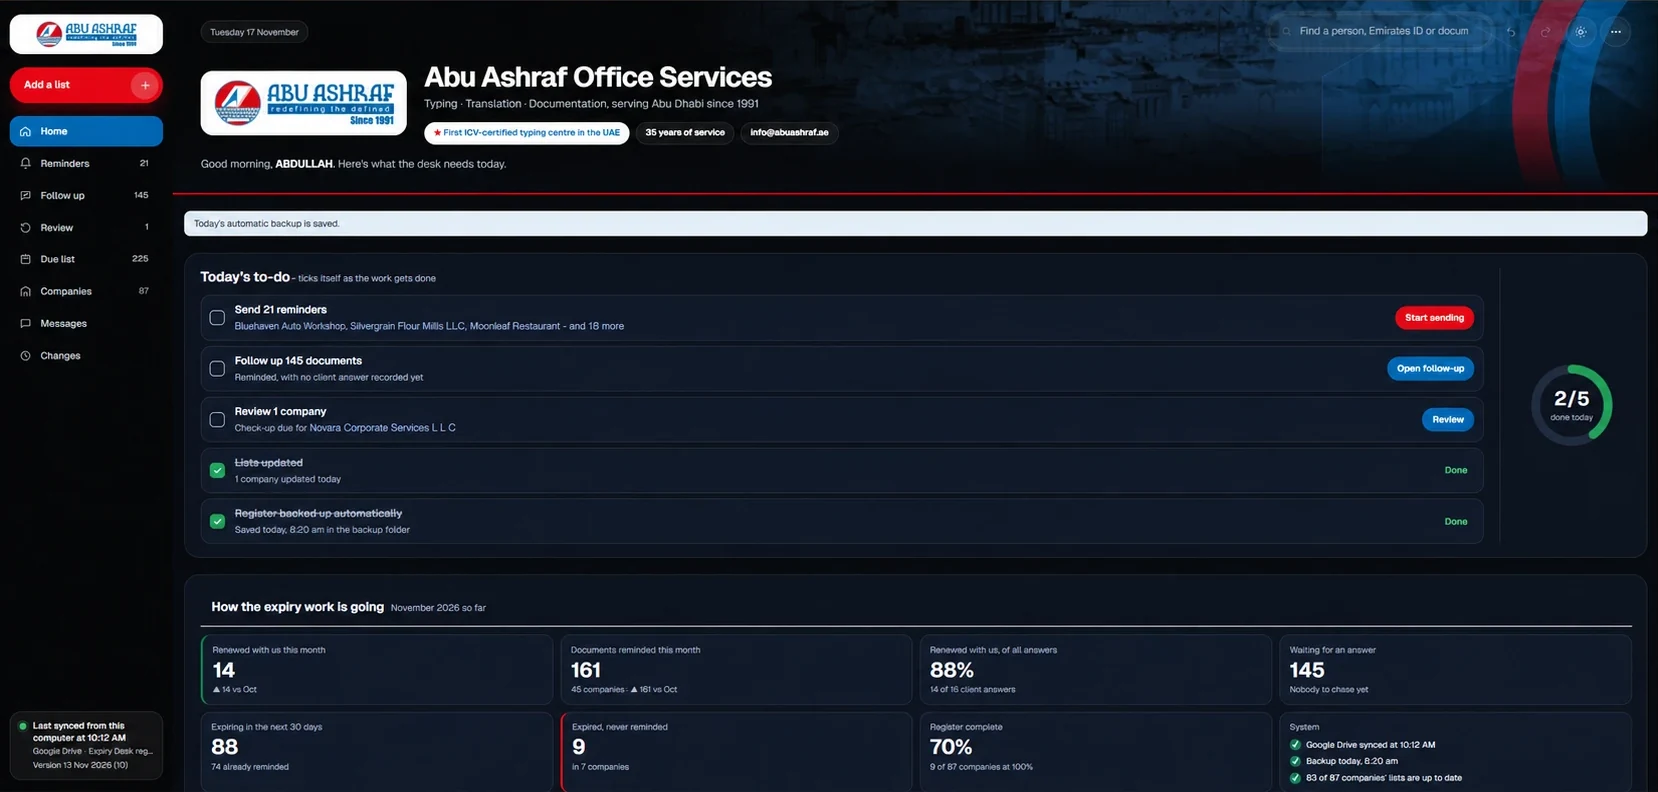 ABU ASHRAF
redefining the defined
Since 1991
Add a list
+
Home
Reminders 21
Follow up 145
Review 1
Due list 225
Companies 87
Messages
Changes
Last synced from this
computer at 10:12 AM
Google Drive · Expiry Desk reg...
Version 13 Nov 2026 (10)
Tuesday 17 November
Find a person, Emirates ID or docum
ABU ASHRAF
redefining the defined
Since 1991
Abu Ashraf Office Services
Typing · Translation · Documentation, serving Abu Dhabi since 1991
★ First ICV-certified typing centre in the UAE
35 years of service
info@abuashraf.ae
Good morning, ABDULLAH. Here's what the desk needs today.
Today's automatic backup is saved.
Today's to-do - ticks itself as the work gets done
Send 21 reminders
Bluehaven Auto Workshop, Silvergrain Flour Mills LLC, Moonleaf Restaurant - and 18 more
Start sending
Follow up 145 documents
Reminded, with no client answer recorded yet
Open follow-up
Review 1 company
Check-up due for Novara Corporate Services L L C
Review
Lists updated
1 company updated today
Done
Register backed up automatically
Saved today, 8:20 am in the backup folder
Done
2/5
done today
How the expiry work is going November 2026 so far
Renewed with us this month
14
▲ 14 vs Oct
Documents reminded this month
161
45 companies · ▲ 161 vs Oct
Renewed with us, of all answers
88%
14 of 16 client answers
Waiting for an answer
145
Nobody to chase yet
Expiring in the next 30 days
88
74 already reminded
Expired, never reminded
9
in 7 companies
Register complete
70%
9 of 87 companies at 100%
System
Google Drive synced at 10:12 AM
Backup today, 8:20 am
83 of 87 companies' lists are up to date